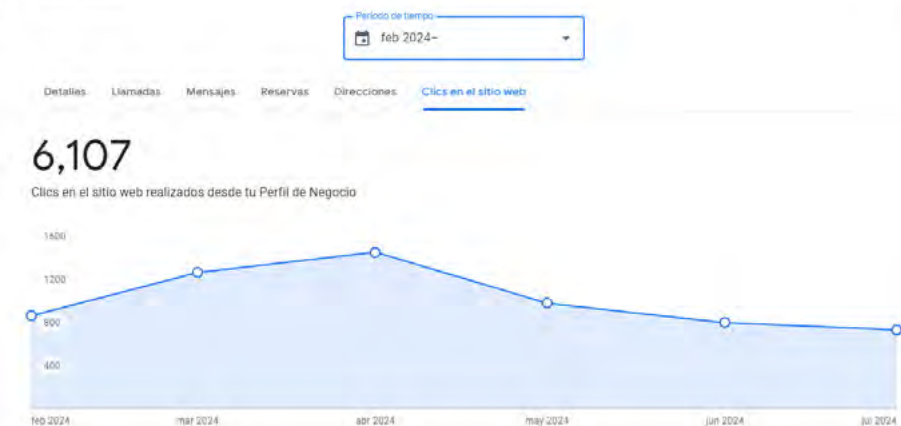 Período de tiempo
feb 2024–
Detalles Llamadas Mensajes Reservas Direcciones Clics en el sitio web
6,107
Clics en el sitio web realizados desde tu Perfil de Negocio
1600
1200
800
400
feb 2024 mar 2024 abr 2024 may 2024 jun 2024 jul 2024